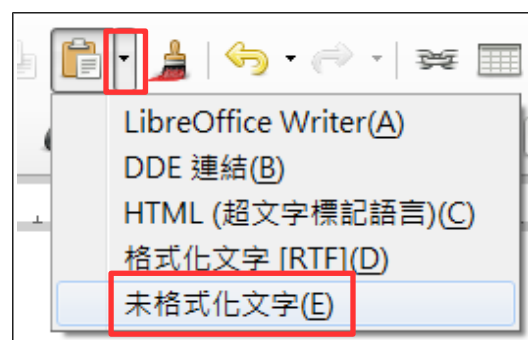 LibreOffice Writer(A)
DDE 連結(B)
HTML (超文字標記語言)(C)
格式化文字 [RTF](D)
未格式化文字(E)